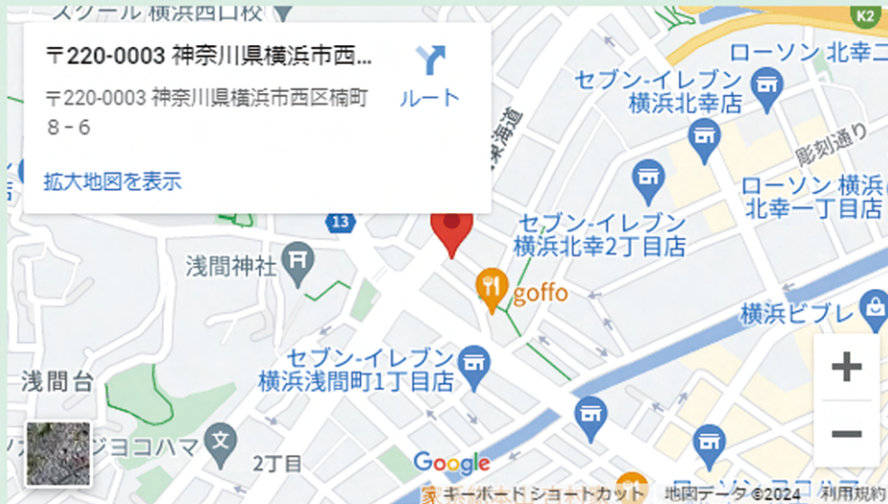 スクール 横浜西口校
K2
〒220-0003 神奈川県横浜市西...
〒220-0003 神奈川県横浜市西区楠町
8−6
ルート
拡大地図を表示
ローソン 北幸二
セブン-イレブン
横浜北幸店
彫刻通り
ローソン 横浜
北幸一丁目店
東海道
13
セブン-イレブン
横浜北幸2丁目店
浅間神社
goffo
横浜ビブレ
セブン-イレブン
横浜浅間町1丁目店
浅間台
ジヨコハマ
文
2丁目
Google
キーボード ショートカット
地図データ ©2024
利用規約